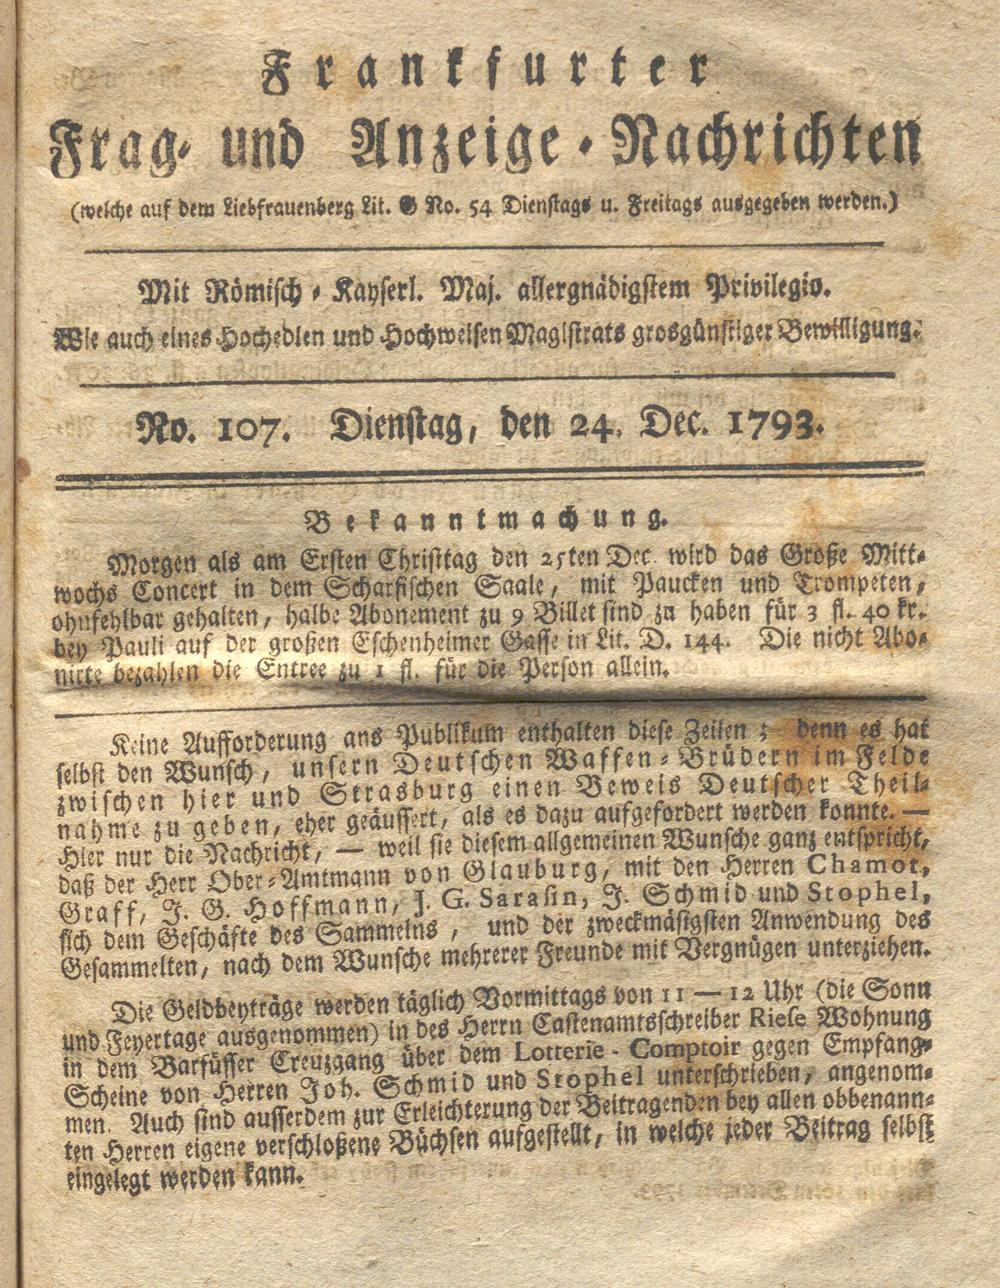 Frankfurter
Frag- und Anzeige-Nachrichten
(welche auf dem Liebfrauenberg Lit. G No. 54 Dienstags u. Freitags ausgegeben werden.)
Mit Römisch-Kayserl. Maj. allergnädigstem Privilegio.
Wie auch eines Hochedlen und Hochweisen Magistrats grosgünstiger Bewilligung.
No. 107. Dienstag, den 24. Dec. 1793.
Bekanntmachung.
Morgen als am Ersten Christtag den 25ten Dec wird das Große Mitt-
wochs Concert in dem Scharfischen Saale, mit Paucken und Trompeten,
ohnfehlbar gehalten, halbe Abonement zu 9 Billet sind zu haben für 3 fl. 40 kr.
bey Pauli auf der großen Eschenheimer Gasse in Lit. D. 144. Die nicht Abo-
nirte bezahlen die Entree zu 1 fl. für die Person allein.
Keine Aufforderung ans Publikum enthalten diese Zeilen; denn es hat
selbst den Wunsch, unsern Deutschen Waffen-Brüdern im Felde
zwischen hier und Strasburg einen Beweis Deutscher Theil-
nahme zu geben, eher geäussert, als es dazu aufgefordert werden konnte. —
Hier nur die Nachricht, — weil sie diesem allgemeinen Wunsche ganz entspricht,
daß der Herr Ober-Amtmann von Glauburg, mit den Herren Chamot,
Graff, J. G. Hoffmann, J. G. Sarasin, J. Schmid und Stophel,
sich dem Geschäfte des Sammelns, und der zweckmäsigsten Anwendung des
Gesammelten, nach dem Wunsche mehrerer Freunde mit Vergnügen unterziehen.
Die Geldbeyträge werden täglich Vormittags von 11 — 12 Uhr (die Sonn
und Feyertage ausgenommen) in des Herrn Castenamtsschreiber Riese Wohnung
in dem Barfüsser Creuzgang über dem Lotterie-Comptoir gegen Empfang-
Scheine von Herren Joh. Schmid und Stophel unterschrieben, angenom-
men. Auch sind ausserdem zur Erleichterung der Beitragenden bey allen obbenann-
ten Herren eigene verschloßene Büchsen aufgestellt, in welche jeder Beitrag selbst
eingelegt werden kann.